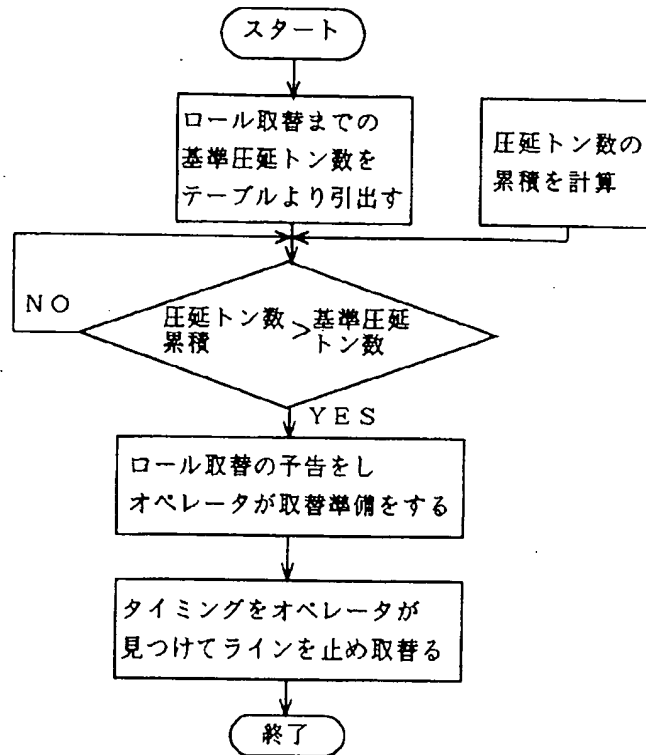 スタート
ロール取替までの
基準圧延トン数を
テーブルより引出す
圧延トン数の
累積を計算
NO
圧延トン数
累積
>
基準圧延
トン数
YES
ロール取替の予告をし
オペレータが取替準備をする
タイミングをオペレータが
見つけてラインを止め取替る
終了